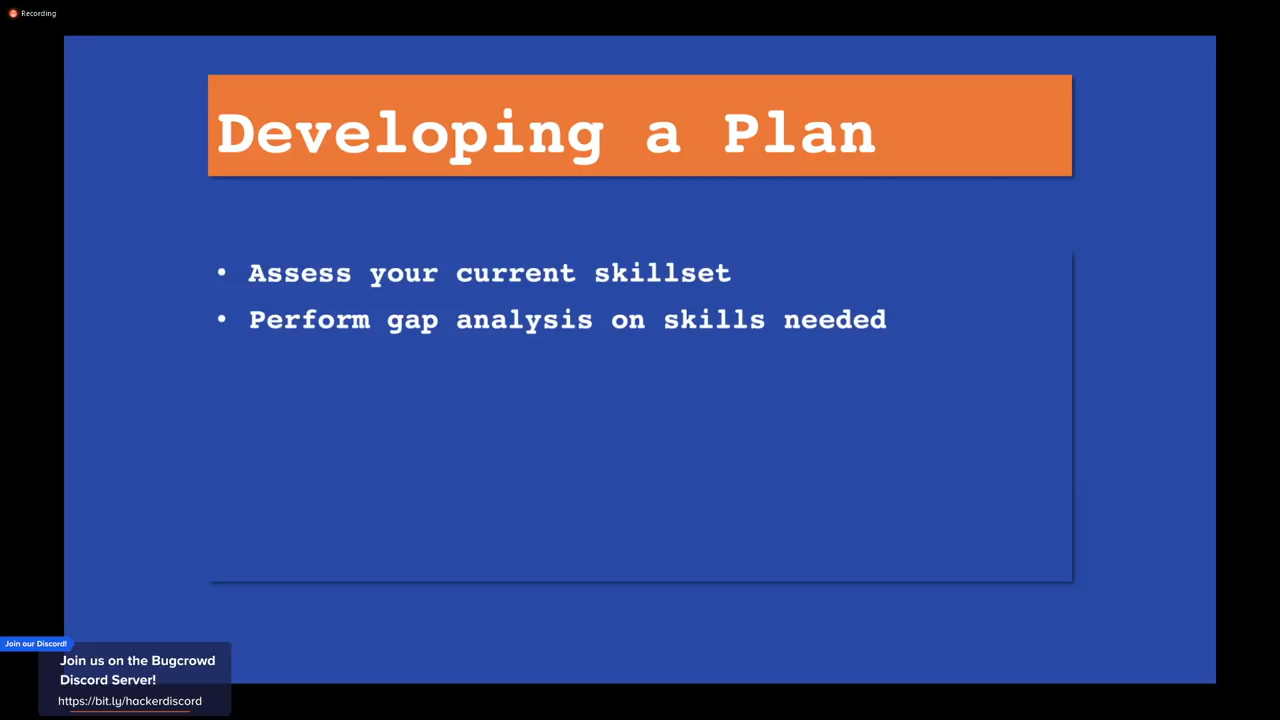 Recording
Developing a Plan
• Assess your current skillset
• Perform gap analysis on skills needed
Join our Discord!
Join us on the Bugcrowd
Discord Server!
https://bit.ly/hackerdiscord